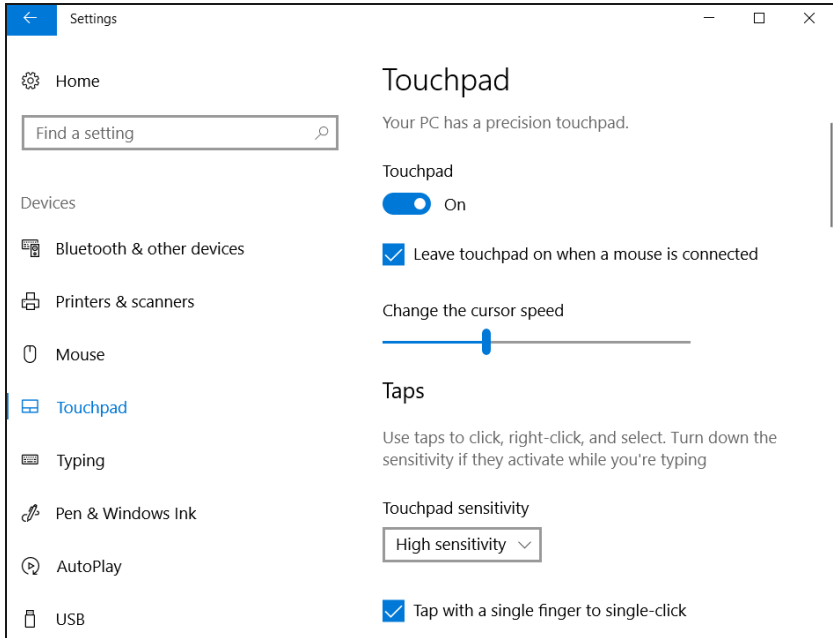 Settings
Home
Find a setting
Devices
Bluetooth & other devices
Printers & scanners
Mouse
Touchpad
Typing
Pen & Windows Ink
AutoPlay
USB
Touchpad
Your PC has a precision touchpad.
Touchpad
On
Leave touchpad on when a mouse is connected
Change the cursor speed
Taps
Use taps to click, right-click, and select. Turn down the
sensitivity if they activate while you're typing
Touchpad sensitivity
High sensitivity
Tap with a single finger to single-click